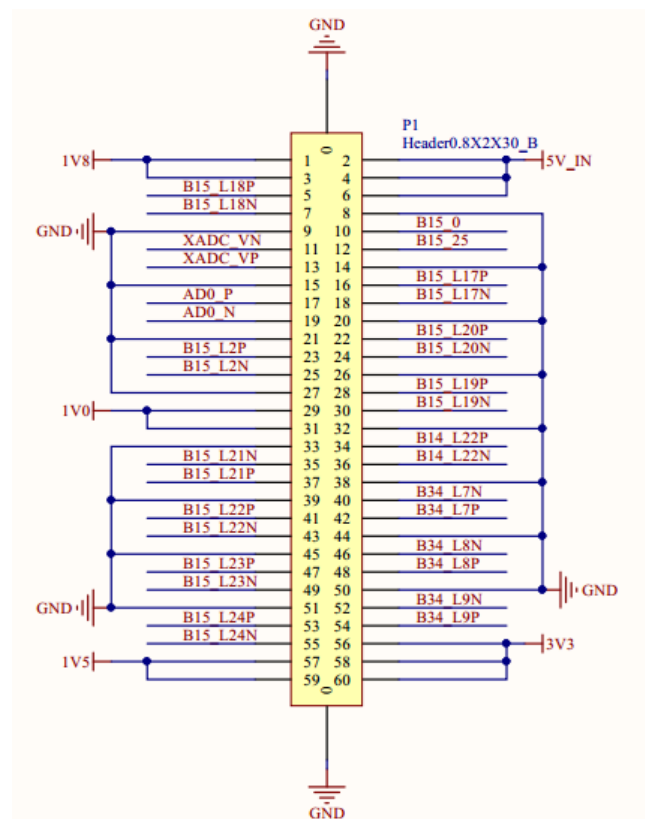 GND
P1
Header0.8X2X30_B
0
1V8 1 2 5V_IN
3 4
B15_L18P 5 6
B15_L18N 7 8
GND 9 10 B15_0
XADC_VN 11 12 B15_25
XADC_VP 13 14
15 16 B15_L17P
AD0_P 17 18 B15_L17N
AD0_N 19 20
21 22 B15_L20P
B15_L2P 23 24 B15_L20N
B15_L2N 25 26
27 28 B15_L19P
1V0 29 30 B15_L19N
31 32
33 34 B14_L22P
B15_L21N 35 36 B14_L22N
B15_L21P 37 38
39 40 B34_L7N
B15_L22P 41 42 B34_L7P
B15_L22N 43 44
45 46 B34_L8N
B15_L23P 47 48 B34_L8P
B15_L23N 49 50 GND
GND 51 52 B34_L9N
B15_L24P 53 54 B34_L9P
B15_L24N 55 56 3V3
1V5 57 58
59 60
0
GND